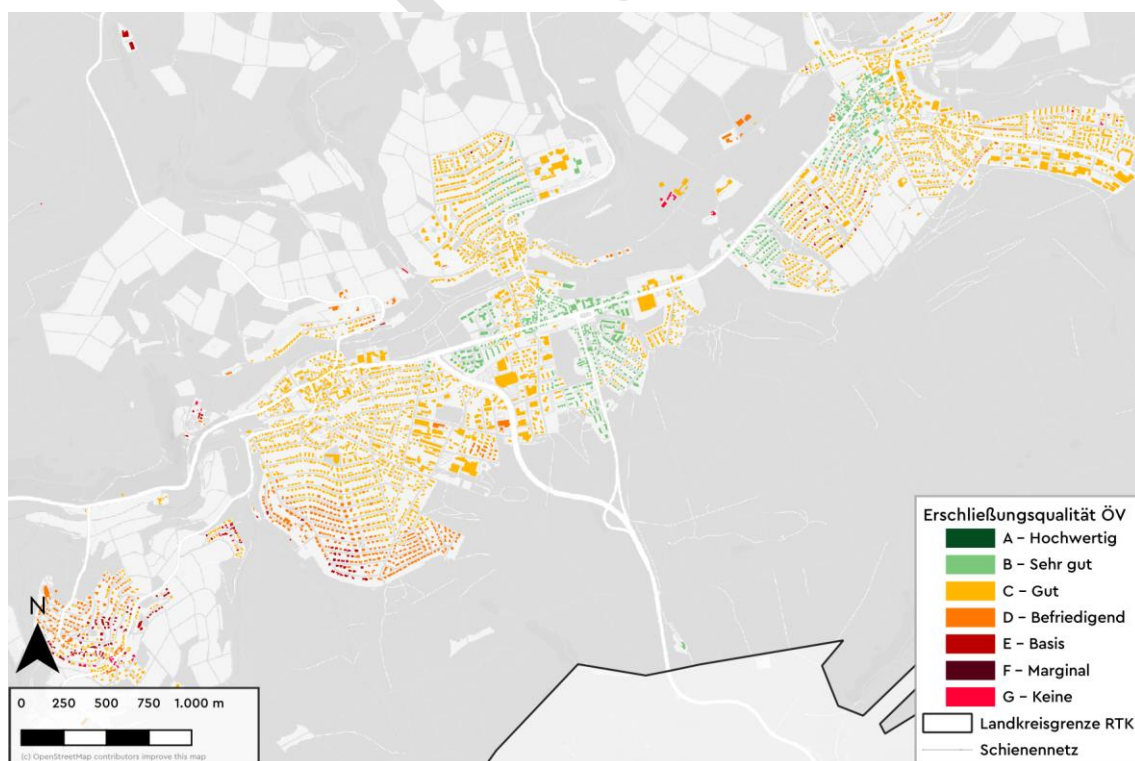 N
0 250 500 750 1.000 m
(c) OpenStreetMap contributors improve this map
Erschließungsqualität ÖV
A – Hochwertig
B – Sehr gut
C – Gut
D – Befriedigend
E – Basis
F – Marginal
G – Keine
Landkreisgrenze RTK
Schienennetz